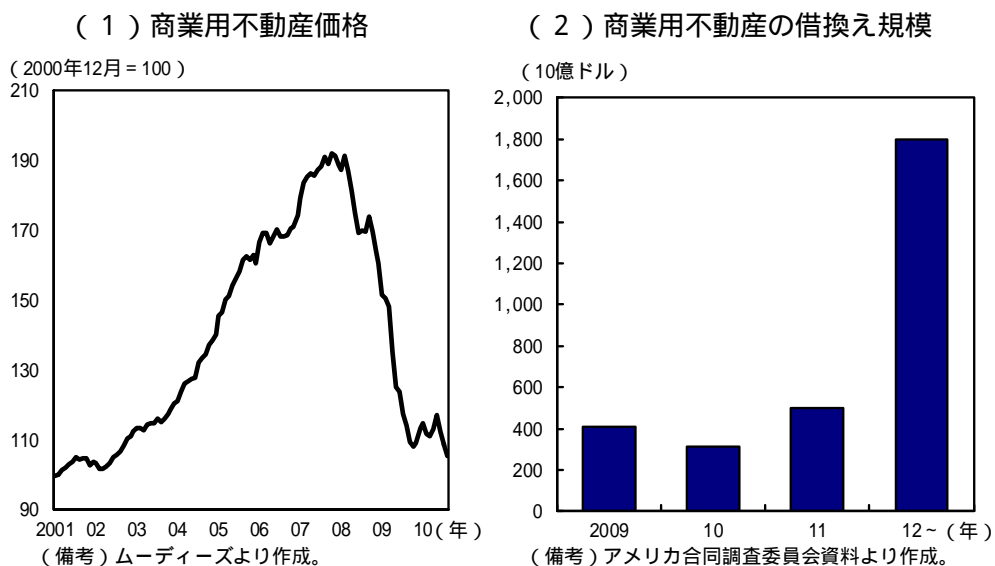 （１）商業用不動産価格
（2000年12月＝100）
210
190
170
150
130
110
90
2001 02 03 04 05 06 07 08 09 10（年）
（備考）ムーディーズより作成。
（２）商業用不動産の借換え規模
（10億ドル）
2,000
1,800
1,600
1,400
1,200
1,000
800
600
400
200
0
2009 10 11 12～（年）
（備考）アメリカ合同調査委員会資料より作成。